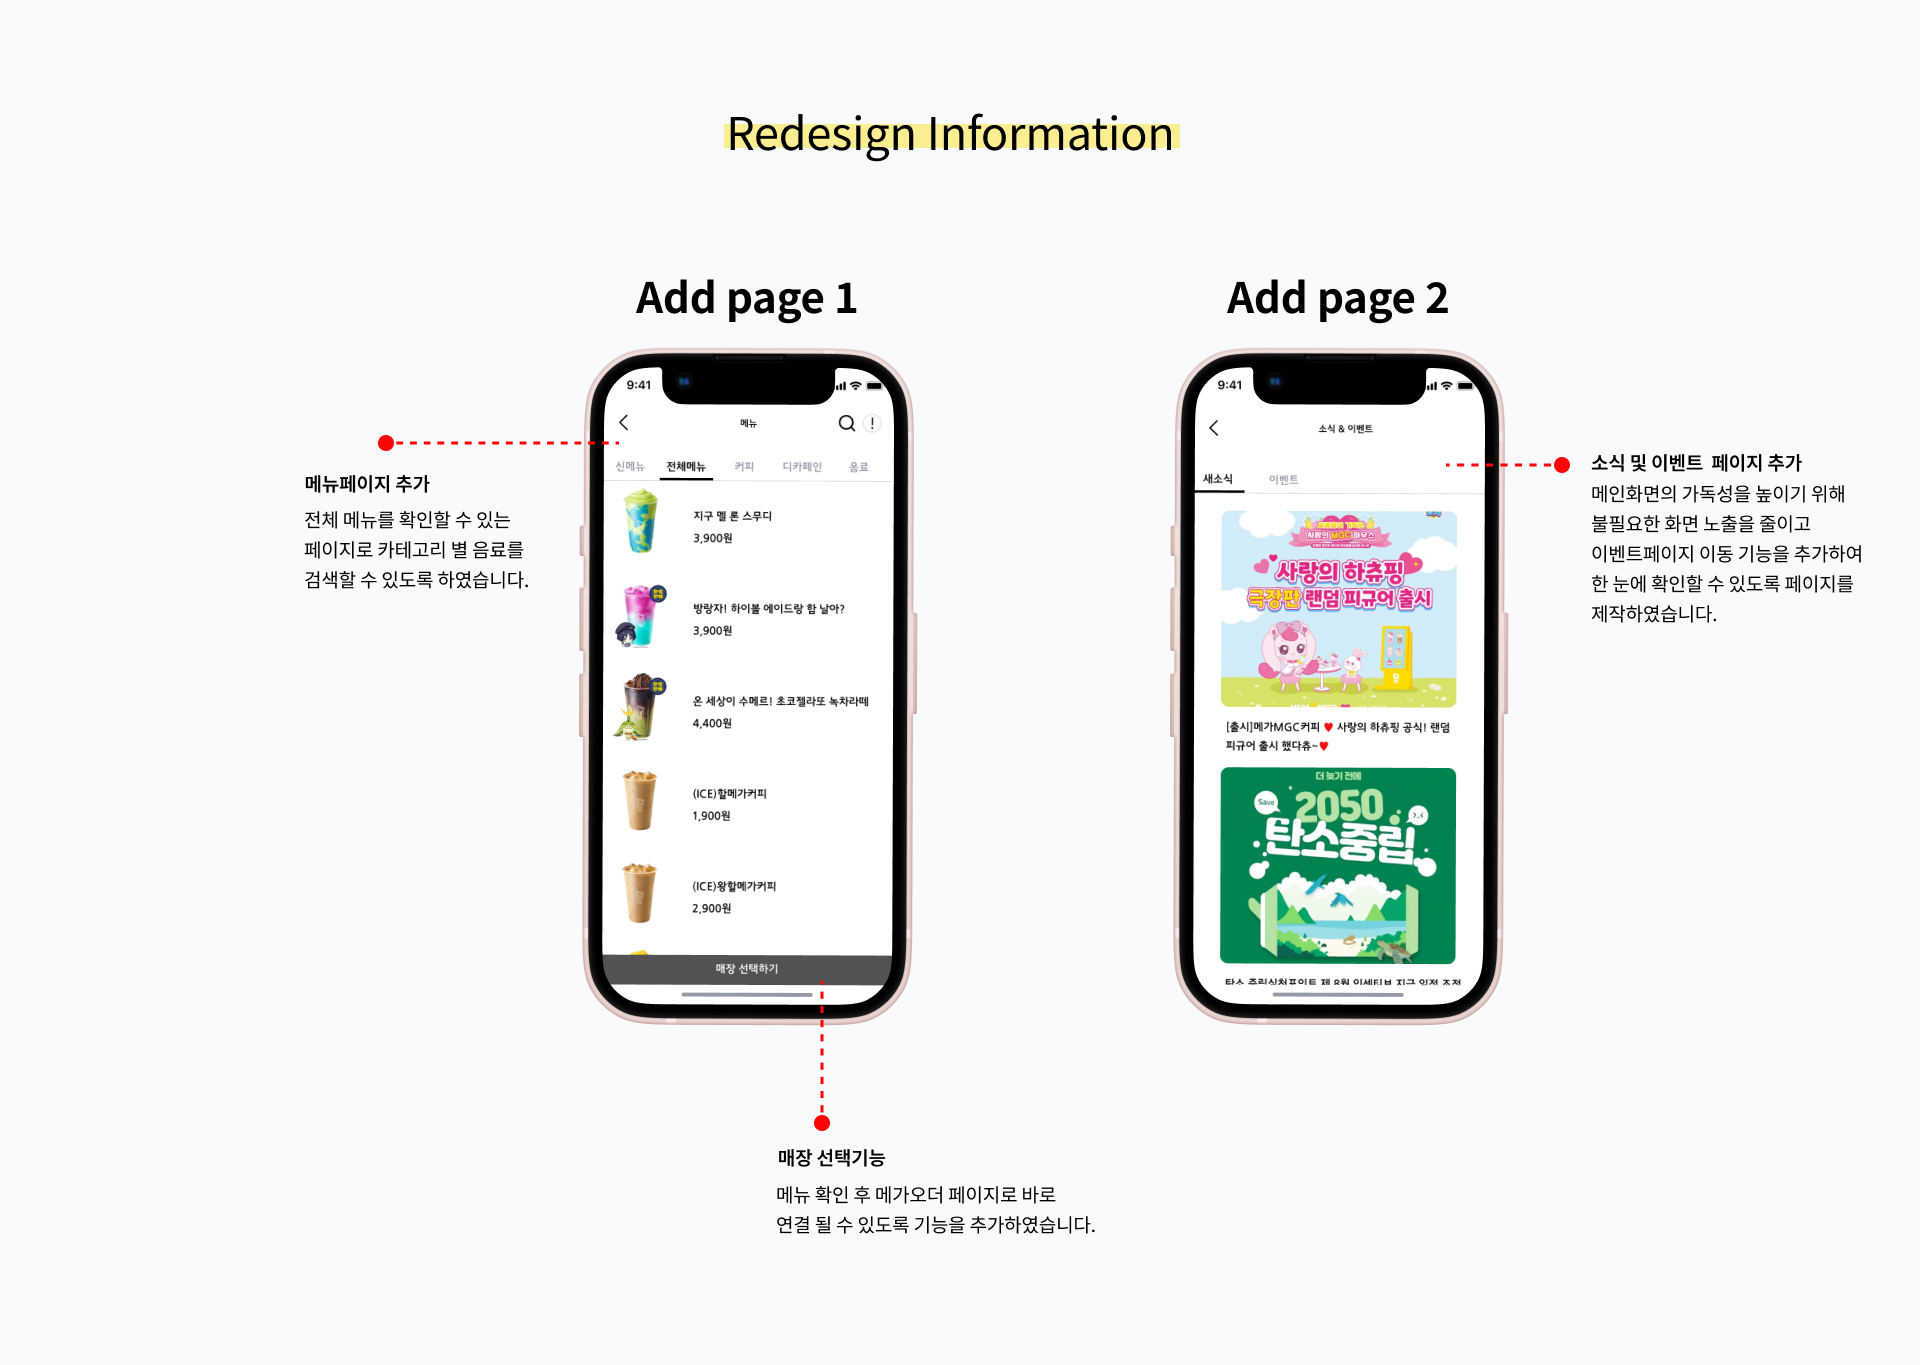 Redesign Information
Add page 1
9:41
메뉴
신메뉴 전체메뉴 커피 디카페인 음료
지구 멜 론 스무디
3,900원
방랑자! 하이볼 에이드랑 함 날아?
3,900원
온 세상이 수메르! 초코젤라또 녹차라떼
4,400원
(ICE)할메가커피
1,900원
(ICE)왕할메가커피
2,900원
매장 선택하기
메뉴페이지 추가
전체 메뉴를 확인할 수 있는
페이지로 카테고리 별 음료를
검색할 수 있도록 하였습니다.
매장 선택기능
메뉴 확인 후 메가오더 페이지로 바로
연결 될 수 있도록 기능을 추가하였습니다.
Add page 2
9:41
소식 & 이벤트
새소식 이벤트
사랑의 MGC 하우스
사랑의 하츄핑
극장판 랜덤 피규어 출시
[출시]메가MGC커피 ♥ 사랑의 하츄핑 공식! 랜덤
피규어 출시 했다츄~♥
더 늦기 전에
Save
2050
탄소중립
소식 및 이벤트 페이지 추가
메인화면의 가독성을 높이기 위해
불필요한 화면 노출을 줄이고
이벤트페이지 이동 기능을 추가하여
한 눈에 확인할 수 있도록 페이지를
제작하였습니다.